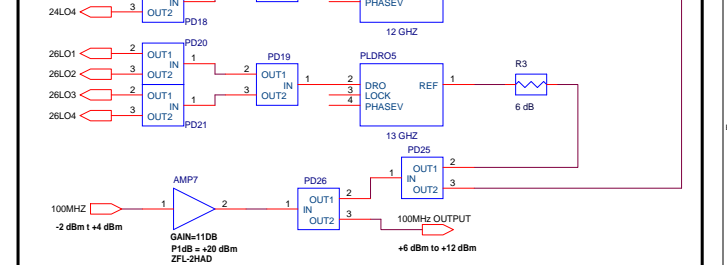 IN
PHASEV
24LO4
3
OUT2
PD18
12 GHZ
26LO1
2
OUT1
PD20
IN
1
26LO2
3
OUT2
PD19
2
OUT1
IN
1
3
OUT2
PLDRO5
2
DRO
REF
1
3
LOCK
4
PHASEV
13 GHZ
R3
6 dB
26LO3
2
OUT1
IN
1
26LO4
3
OUT2
PD21
PD25
1
IN
OUT1
2
OUT2
3
AMP7
100MHZ
1
2
-2 dBm t +4 dBm
GAIN=11DB
P1dB = +20 dBm
ZFL-2HAD
PD26
1
IN
OUT1
2
OUT2
3
100MHz OUTPUT
+6 dBm to +12 dBm